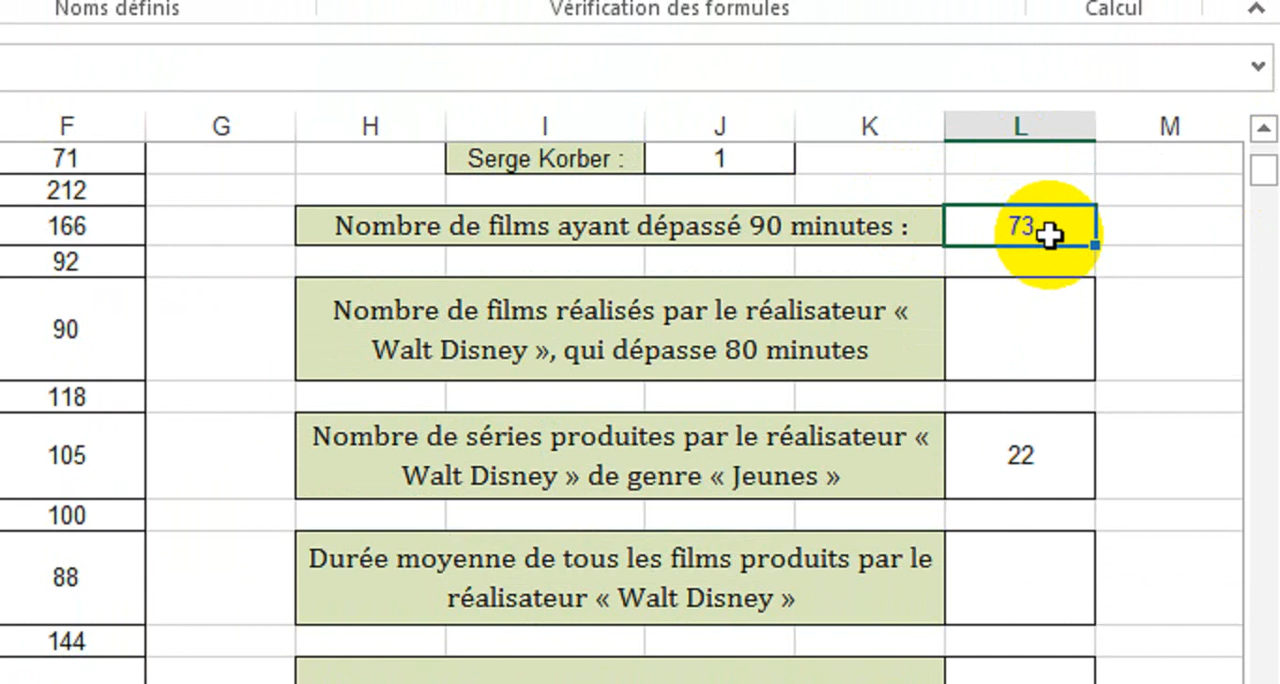 Noms définis Vérification des formules Calcul
F G H I J K L M
71 Serge Korber : 1
212
166 Nombre de films ayant dépassé 90 minutes : 73
92
Nombre de films réalisés par le réalisateur «
90
Walt Disney », qui dépasse 80 minutes
118
Nombre de séries produites par le réalisateur «
105 22
Walt Disney » de genre « Jeunes »
100
Durée moyenne de tous les films produits par le
88
réalisateur « Walt Disney »
144